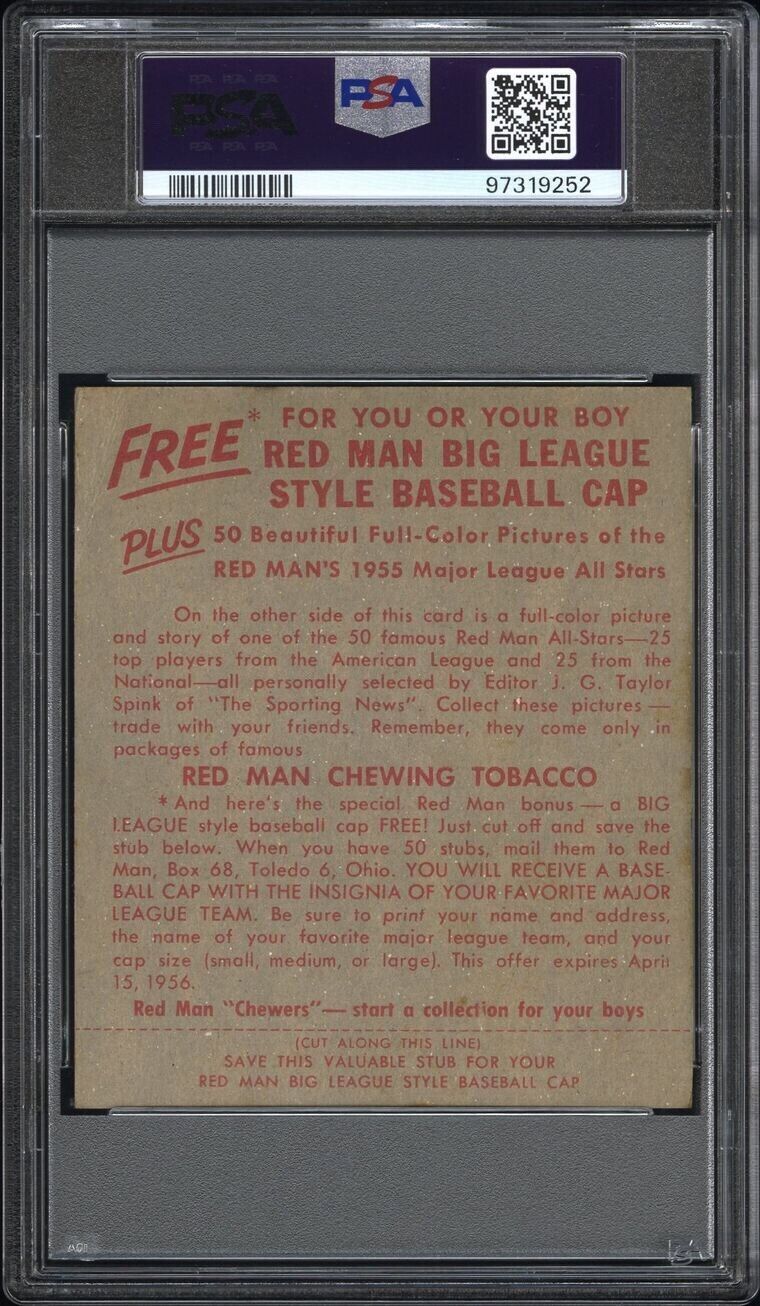 PSA PSA PSA
PSA
PSA PSA PSA
PSA
97319252
FREE* FOR YOU OR YOUR BOY
RED MAN BIG LEAGUE
STYLE BASEBALL CAP
PLUS 50 Beautiful Full-Color Pictures of the
RED MAN'S 1955 Major League All Stars
On the other side of this card is a full-color picture
and story of one of the 50 famous Red Man All-Stars—25
top players from the American League and 25 from the
National—all personally selected by Editor J. G. Taylor
Spink of "The Sporting News". Collect these pictures —
trade with your friends. Remember, they come only in
packages of famous
RED MAN CHEWING TOBACCO
* And here's the special Red Man bonus — a BIG
LEAGUE style baseball cap FREE! Just cut off and save the
stub below. When you have 50 stubs, mail them to Red
Man, Box 68, Toledo 6, Ohio. YOU WILL RECEIVE A BASE-
BALL CAP WITH THE INSIGNIA OF YOUR FAVORITE MAJOR
LEAGUE TEAM. Be sure to print your name and address,
the name of your favorite major league team, and your
cap size (small, medium, or large). This offer expires April
15, 1956.
Red Man "Chewers"— start a collection for your boys
(CUT ALONG THIS LINE)
SAVE THIS VALUABLE STUB FOR YOUR
RED MAN BIG LEAGUE STYLE BASEBALL CAP